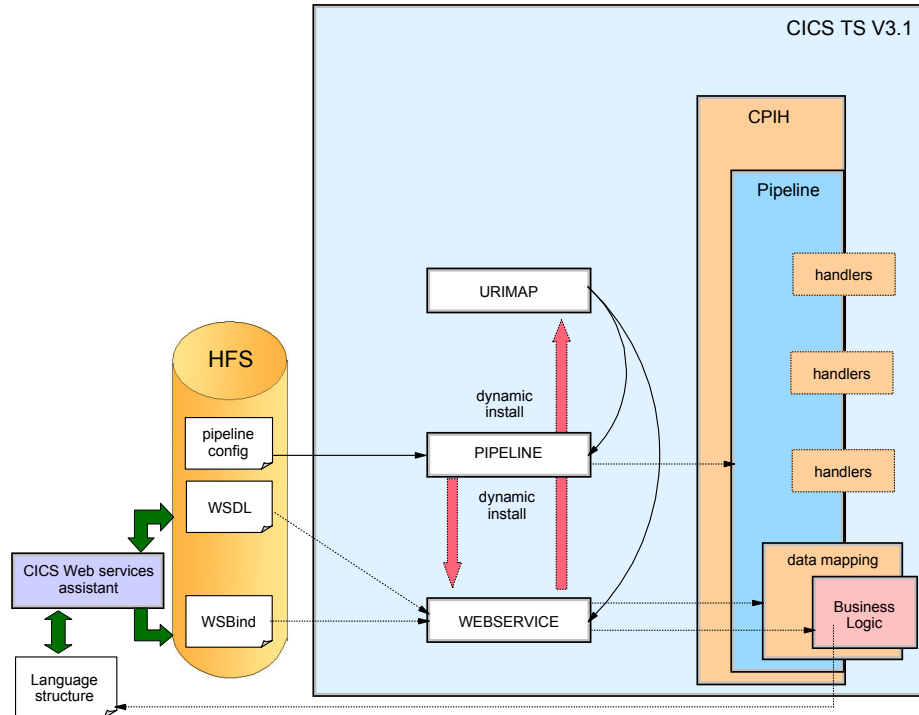 CICS TS V3.1
CPIH
Pipeline
handlers
URIMAP
HFS
handlers
dynamic
install
pipeline
config
PIPELINE
handlers
WSDL
dynamic
install
data mapping
CICS Web services
assistant
WSBind
WEBSERVICE
Business
Logic
Language
structure